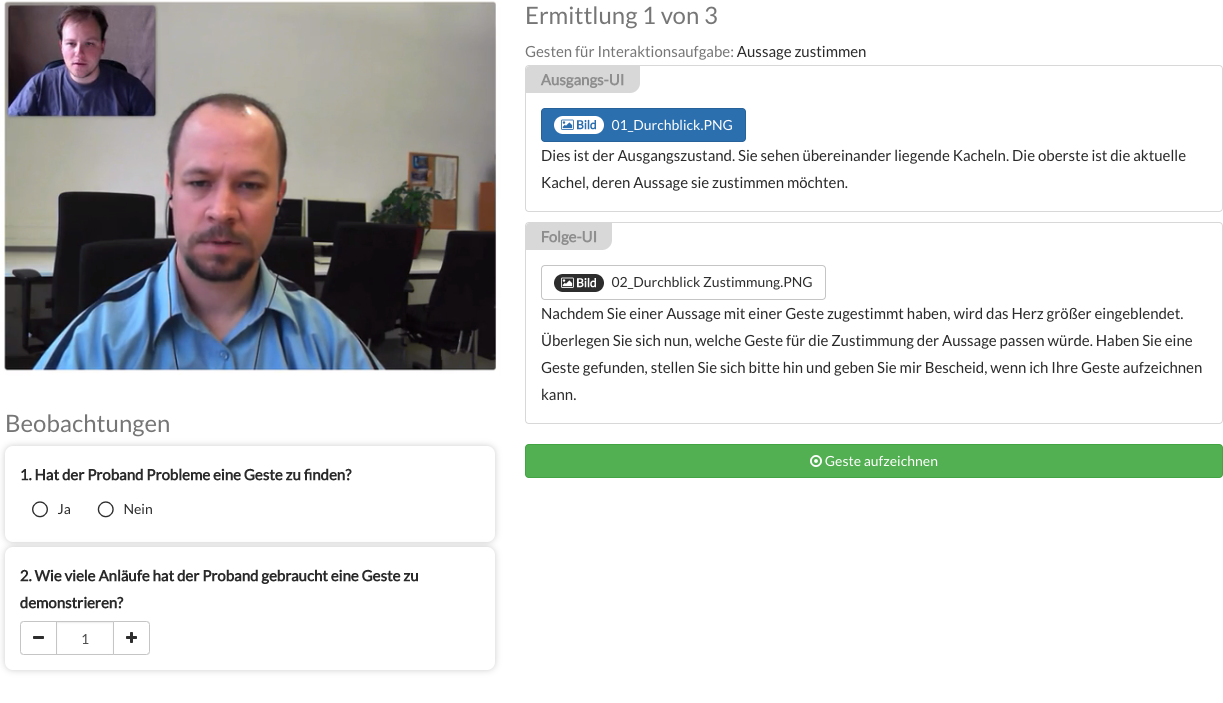 Ermittlung 1 von 3
Gesten für Interaktionsaufgabe: Aussage zustimmen
Ausgangs-UI
Bild 01_Durchblick.PNG
Dies ist der Ausgangszustand. Sie sehen übereinander liegende Kacheln. Die oberste ist die aktuelle
Kachel, deren Aussage sie zustimmen möchten.
Folge-UI
Bild 02_Durchblick Zustimmung.PNG
Nachdem Sie einer Aussage mit einer Geste zugestimmt haben, wird das Herz größer eingeblendet.
Überlegen Sie sich nun, welche Geste für die Zustimmung der Aussage passen würde. Haben Sie eine
Geste gefunden, stellen Sie sich bitte hin und geben Sie mir Bescheid, wenn ich Ihre Geste aufzeichnen
kann.
Geste aufzeichnen
Beobachtungen
1. Hat der Proband Probleme eine Geste zu finden?
Ja Nein
2. Wie viele Anläufe hat der Proband gebraucht eine Geste zu
demonstrieren?
− 1 +